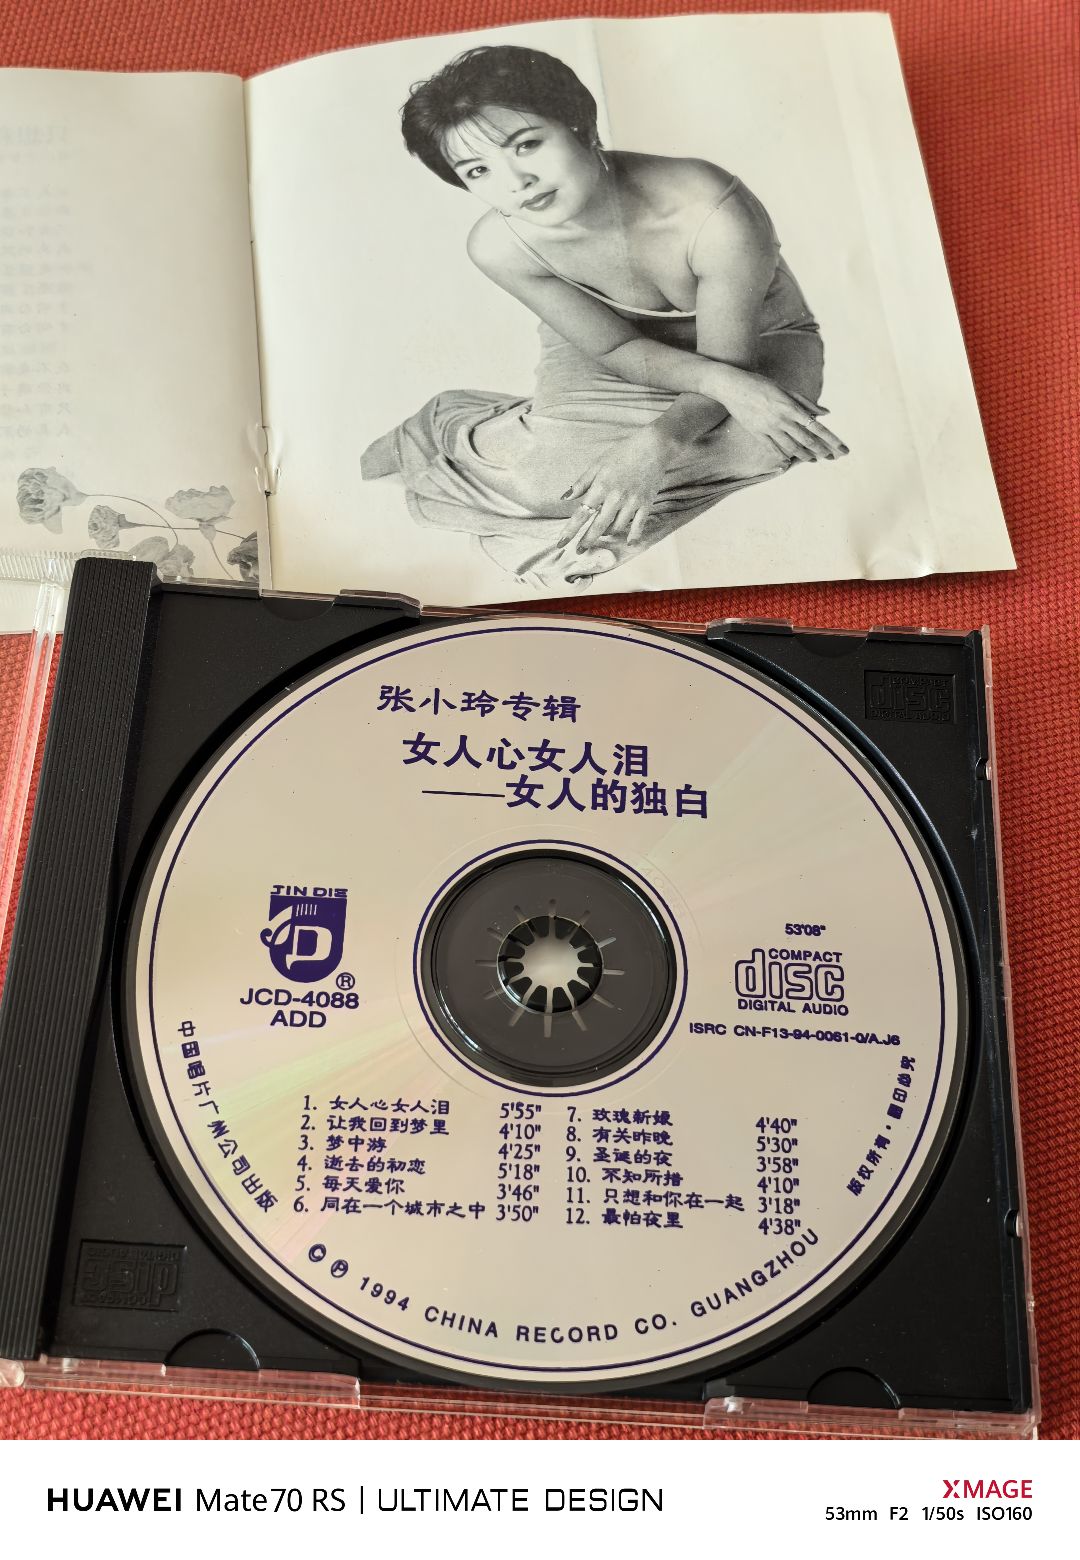 张小玲专辑
女人心女人泪
——女人的独白
JIN DIE
®
JCD-4088
ADD
53'08"
COMPACT
disc
DIGITAL AUDIO
ISRC CN-F13-94-0061-0/A.J6
1. 女人心女人泪 5'55"
2. 让我回到梦里 4'10"
3. 梦中游 4'25"
4. 逝去的初恋 5'18"
5. 每天爱你 3'46"
6. 同在一个城市之中 3'50"
7. 玫瑰新娘 4'40"
8. 有关昨晚 5'30"
9. 圣诞的夜 3'58"
10. 不知所措 4'10"
11. 只想和你在一起 3'18"
12. 最怕夜里 4'38"
中国唱片广州公司出版
版权所有·翻印必究
© ℗ 1994 CHINA RECORD CO. GUANGZHOU
HUAWEI Mate70 RS | ULTIMATE DESIGN
XMAGE
53mm F2 1/50s ISO160